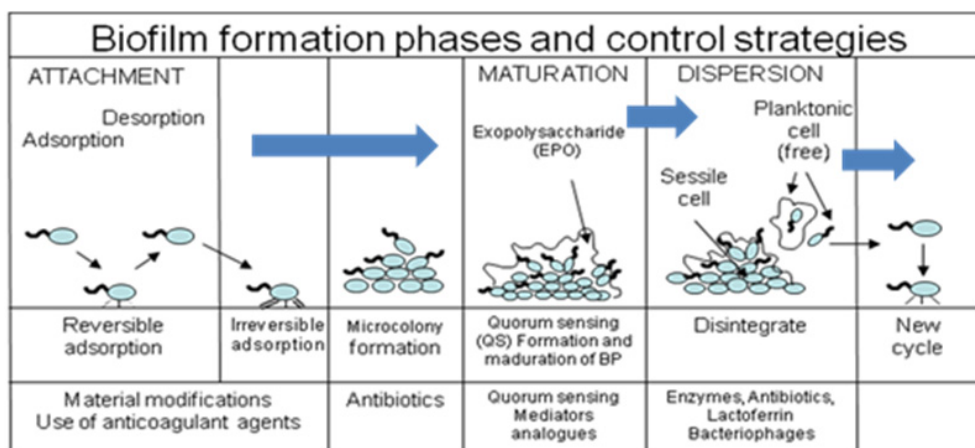 Biofilm formation phases and control strategies
ATTACHMENT
MATURATION
DISPERSION
Desorption
Adsorption
Exopolysaccharide
(EPO)
Planktonic
cell
(free)
Sessile
cell
Reversible
adsorption
Irreversible
adsorption
Microcolony
formation
Quorum sensing
(QS) Formation and
maduration of BP
Disintegrate
New
cycle
Material modifications
Use of anticoagulant agents
Antibiotics
Quorum sensing
Mediators
analogues
Enzymes, Antibiotics,
Lactoferrin
Bacteriophages